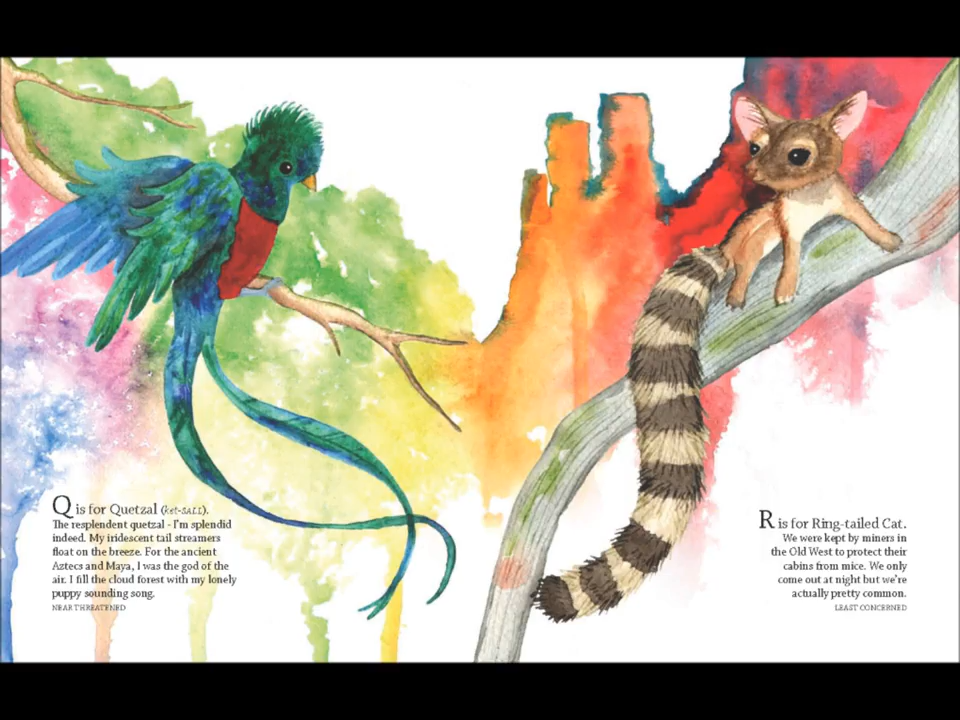 Q is for Quetzal (ket-SALL).
The resplendent quetzal - I'm splendid
indeed. My iridescent tail streamers
float on the breeze. For the ancient
Aztecs and Maya, I was the god of the
air. I fill the cloud forest with my lonely
puppy sounding song.
NEAR THREATENED
R is for Ring-tailed Cat.
We were kept by miners in
the Old West to protect their
cabins from mice. We only
come out at night but we're
actually pretty common.
LEAST CONCERNED